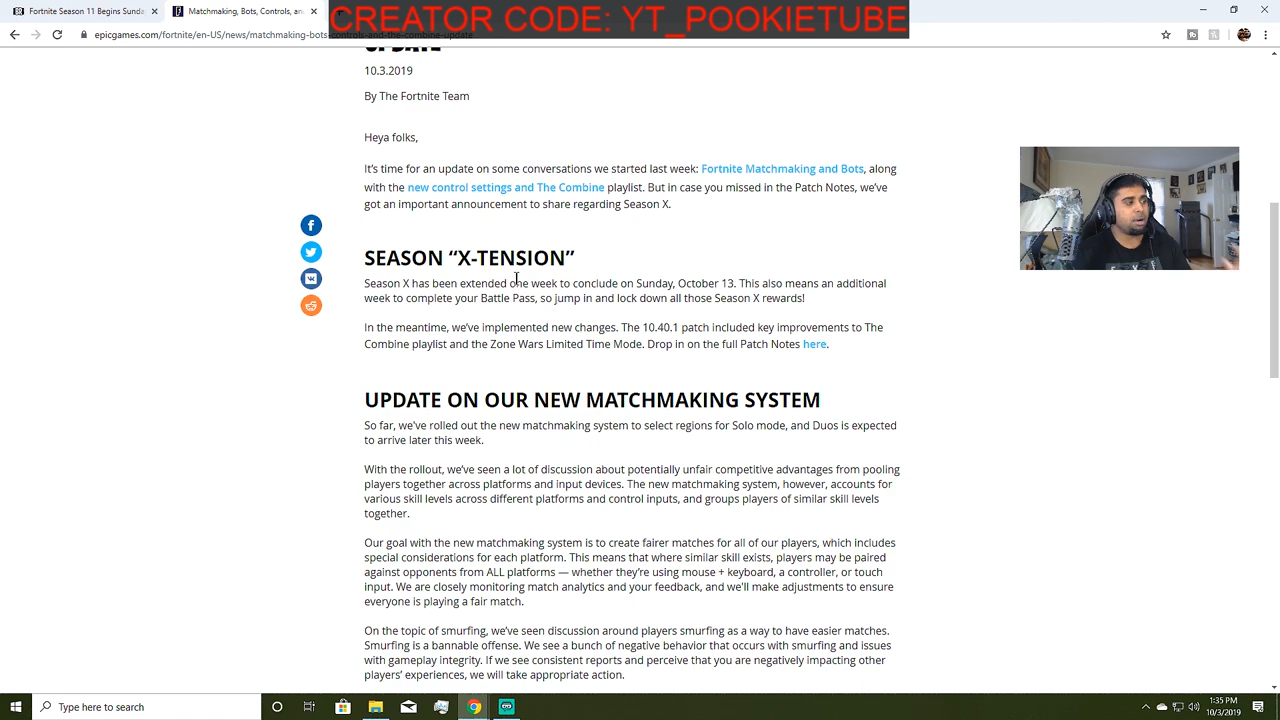 Fortnite Season 11 Begins Sunda
Matchmaking, Bots, Controls, an
CREATOR CODE: YT_POOKIETUBE
epicgames.com/fortnite/en-US/news/matchmaking-bots-controls-and-the-combine-update
UPDATE
10.3.2019
By The Fortnite Team
Heya folks,
It's time for an update on some conversations we started last week: Fortnite Matchmaking and Bots, along
with the new control settings and The Combine playlist. But in case you missed in the Patch Notes, we've
got an important announcement to share regarding Season X.
SEASON “X-TENSION”
Season X has been extended one week to conclude on Sunday, October 13. This also means an additional
week to complete your Battle Pass, so jump in and lock down all those Season X rewards!
In the meantime, we've implemented new changes. The 10.40.1 patch included key improvements to The
Combine playlist and the Zone Wars Limited Time Mode. Drop in on the full Patch Notes here.
UPDATE ON OUR NEW MATCHMAKING SYSTEM
So far, we've rolled out the new matchmaking system to select regions for Solo mode, and Duos is expected
to arrive later this week.
With the rollout, we've seen a lot of discussion about potentially unfair competitive advantages from pooling
players together across platforms and input devices. The new matchmaking system, however, accounts for
various skill levels across different platforms and control inputs, and groups players of similar skill levels
together.
Our goal with the new matchmaking system is to create fairer matches for all of our players, which includes
special considerations for each platform. This means that where similar skill exists, players may be paired
against opponents from ALL platforms — whether they're using mouse + keyboard, a controller, or touch
input. We are closely monitoring match analytics and your feedback, and we'll make adjustments to ensure
everyone is playing a fair match.
On the topic of smurfing, we've seen discussion around players smurfing as a way to have easier matches.
Smurfing is a bannable offense. We see a bunch of negative behavior that occurs with smurfing and issues
with gameplay integrity. If we see consistent reports and perceive that you are negatively impacting other
players' experiences, we will take appropriate action.
Type here to search
1:35 PM
10/3/2019